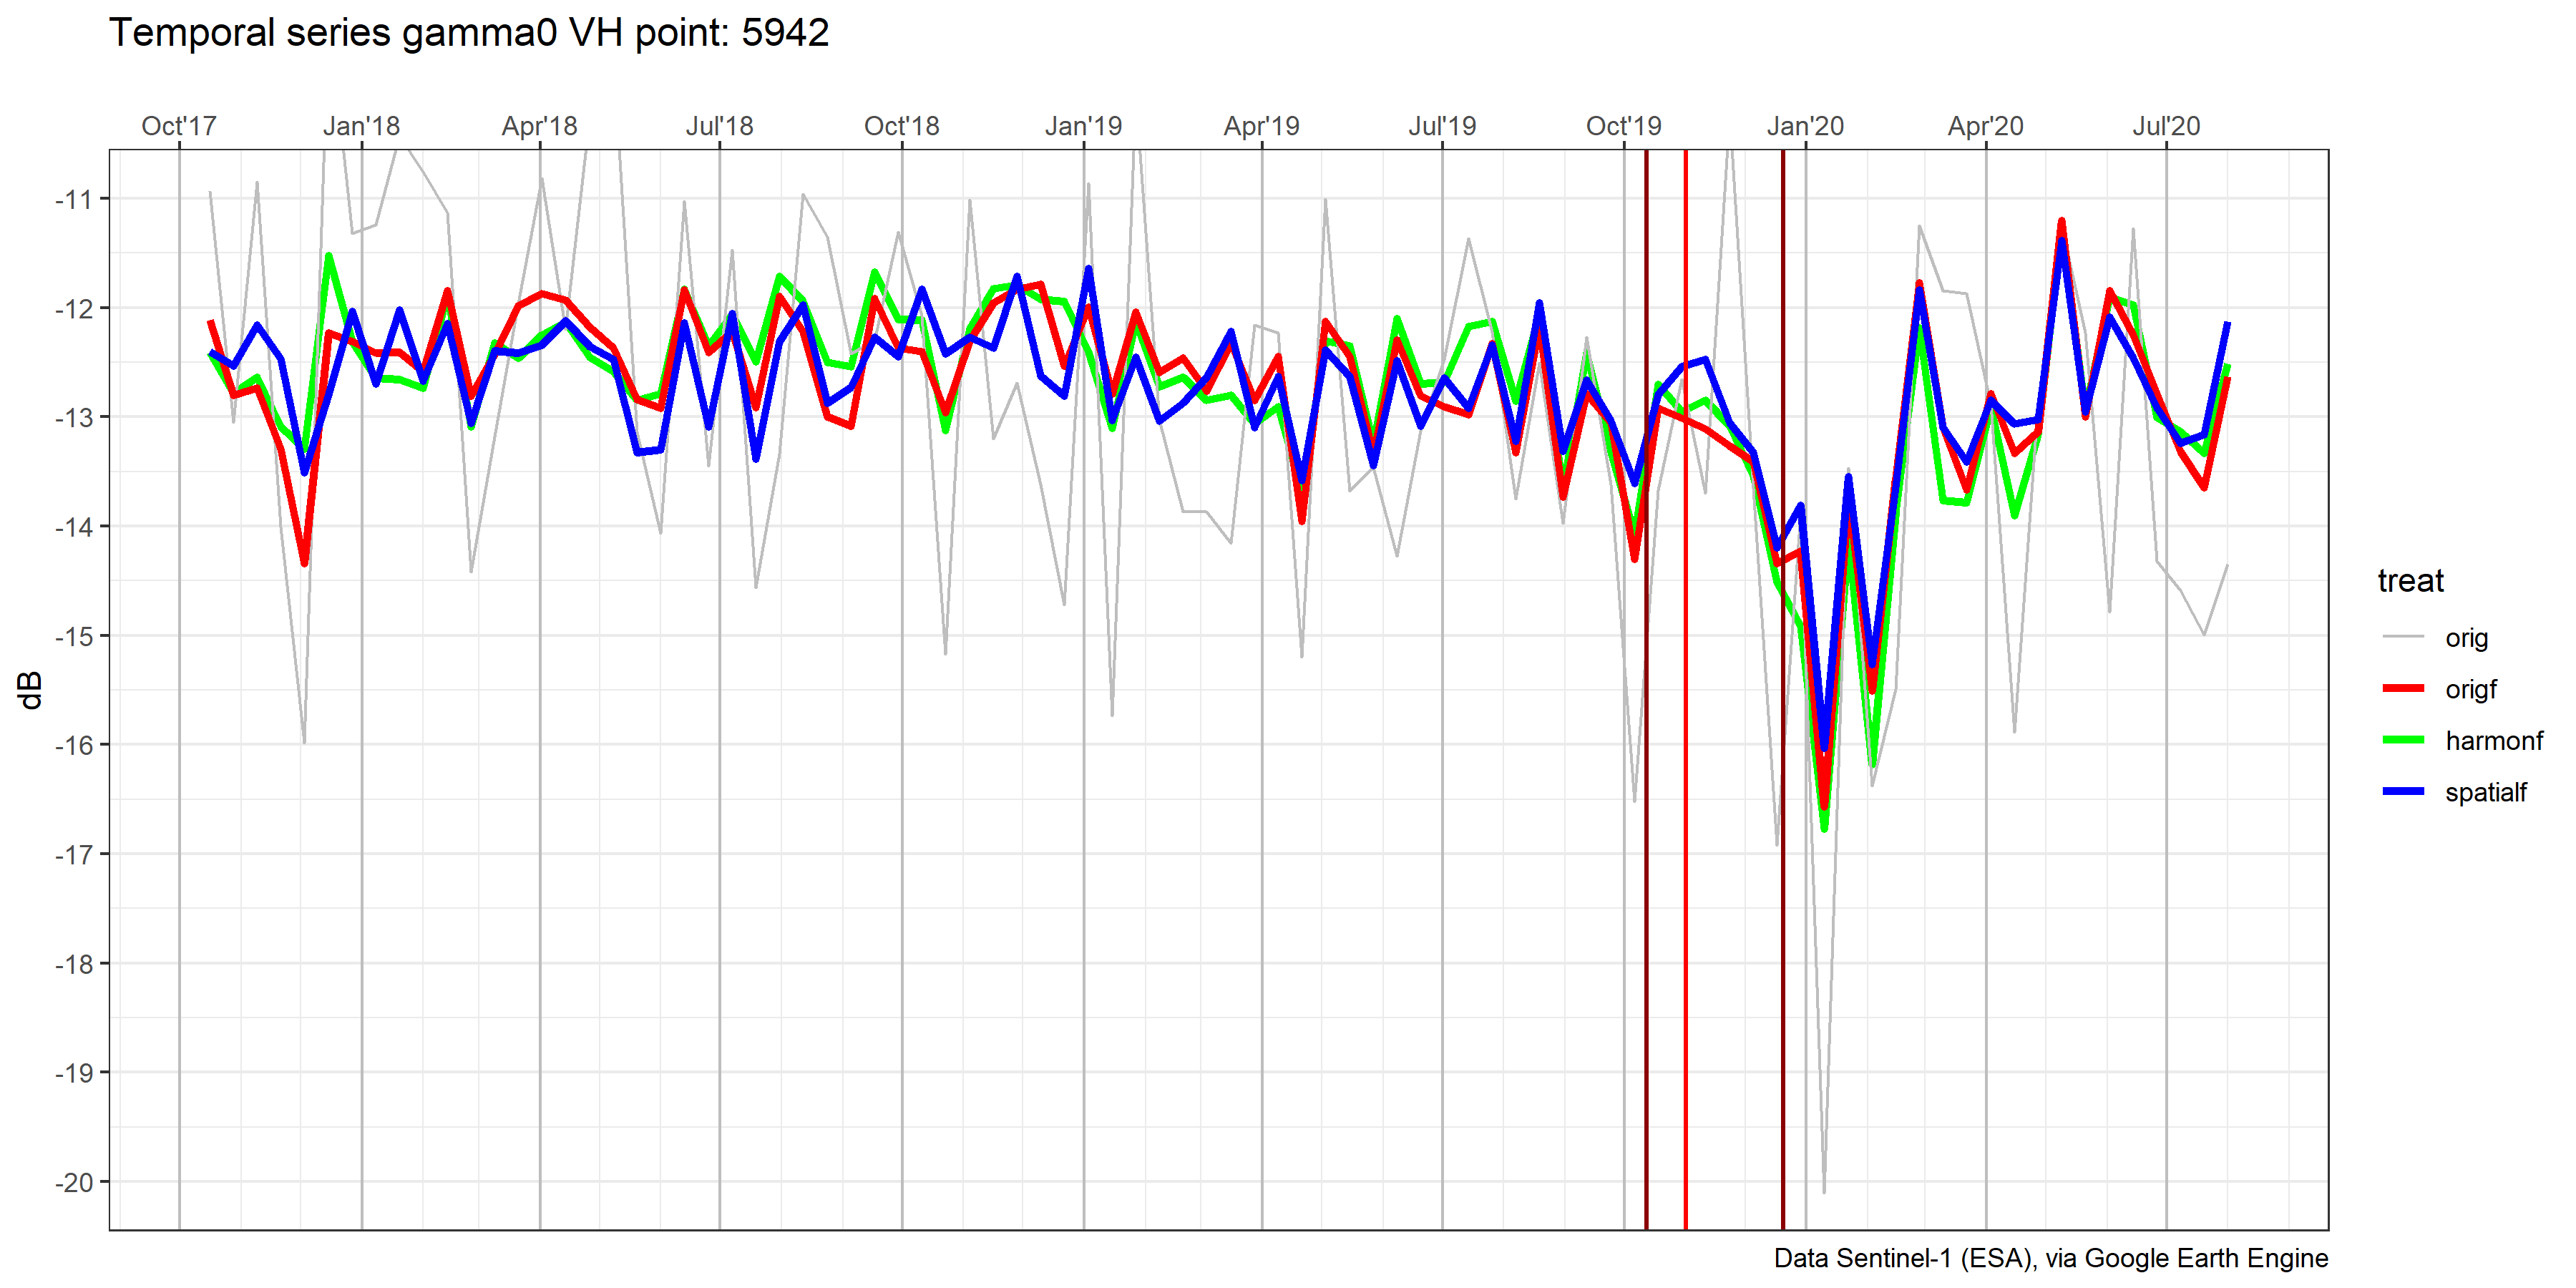 Temporal series gamma0 VH point: 5942
Oct'17 Jan'18 Apr'18 Jul'18 Oct'18 Jan'19 Apr'19 Jul'19 Oct'19 Jan'20 Apr'20 Jul'20
-11
-12
-13
-14
-15
-16
-17
-18
-19
-20
dB
treat
orig
origf
harmonf
spatialf
Data Sentinel-1 (ESA), via Google Earth Engine